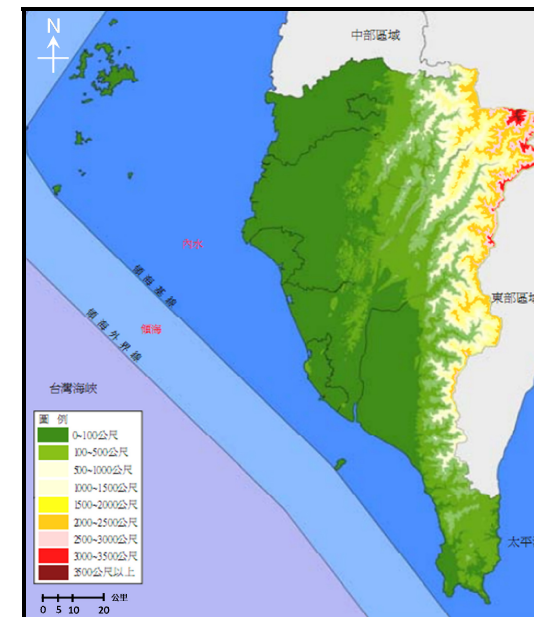 N
中部區域
內水
東部區域
領海基線
領海
領海外界線
台灣海峽
圖 例
0~100公尺
100~500公尺
500~1000公尺
1000~1500公尺
1500~2000公尺
2000~2500公尺
2500~3000公尺
3000~3500公尺
3500公尺以上
太平
0 5 10 20 公里